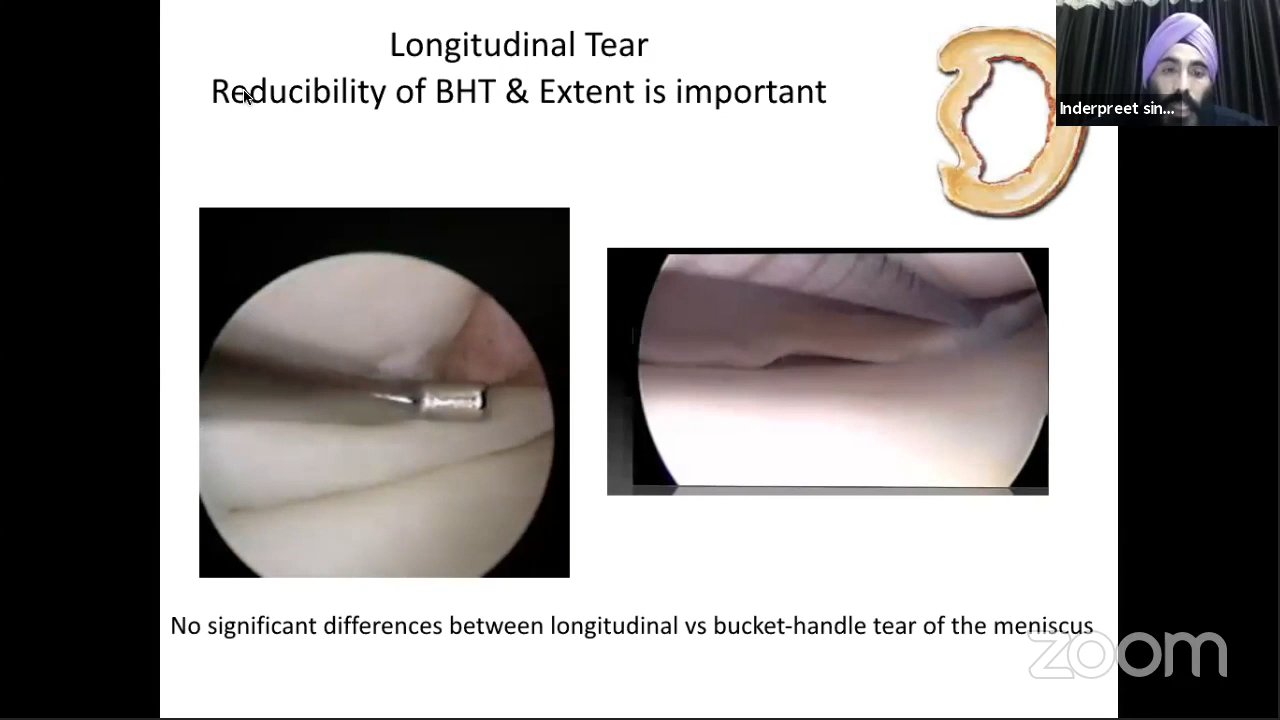 Longitudinal Tear
Reducibility of BHT & Extent is important
Inderpreet sin...
No significant differences between longitudinal vs bucket-handle tear of the meniscus
zoom